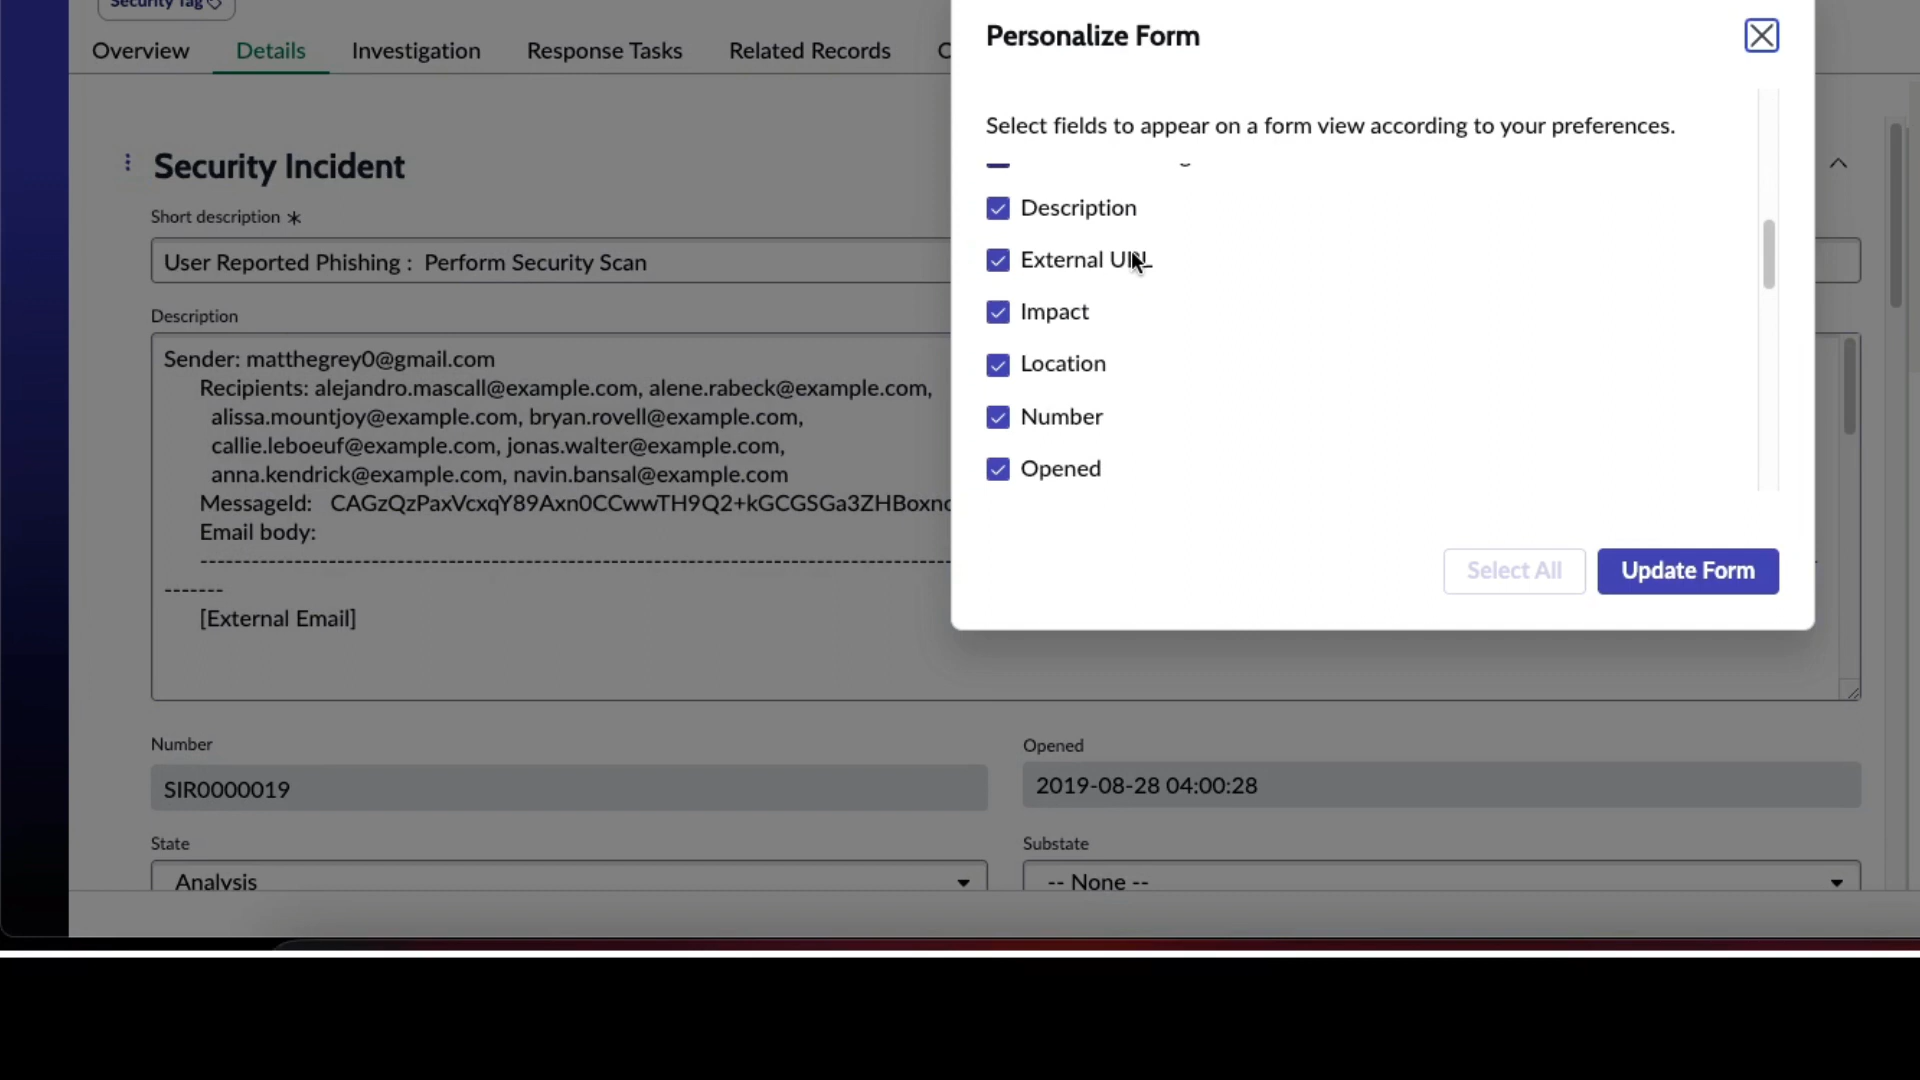 Security Tag
Overview Details Investigation Response Tasks Related Records
Personalize Form
Select fields to appear on a form view according to your preferences.
Description
External URL
Impact
Location
Number
Opened
Select All Update Form
Security Incident
Short description *
User Reported Phishing : Perform Security Scan
Description
Sender: matthegrey0@gmail.com
Recipients: alejandro.mascall@example.com, alene.rabeck@example.com,
alissa.mountjoy@example.com, bryan.rovell@example.com,
callie.leboeuf@example.com, jonas.walter@example.com,
anna.kendrick@example.com, navin.bansal@example.com
MessageId: CAGzQzPaxVcxqY89Axn0CCwwTH9Q2+kGCGSGa3ZHBoxnc
Email body:
-------
[External Email]
Number Opened
SIR0000019 2019-08-28 04:00:28
State Substate
Analysis -- None --